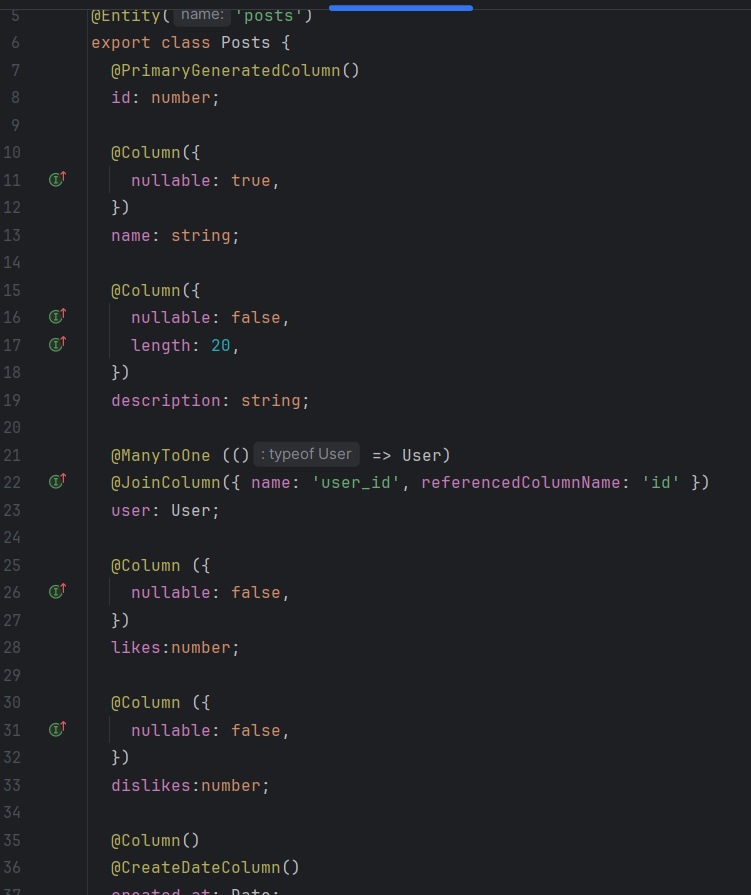 5 @Entity( name: 'posts')
6 export class Posts {
7 @PrimaryGeneratedColumn()
8 id: number;
9
10 @Column({
11 nullable: true,
12 })
13 name: string;
14
15 @Column({
16 nullable: false,
17 length: 20,
18 })
19 description: string;
20
21 @ManyToOne (() : typeof User => User)
22 @JoinColumn({ name: 'user_id', referencedColumnName: 'id' })
23 user: User;
24
25 @Column ({
26 nullable: false,
27 })
28 likes:number;
29
30 @Column ({
31 nullable: false,
32 })
33 dislikes:number;
34
35 @Column()
36 @CreateDateColumn()
37 created_at: Date;